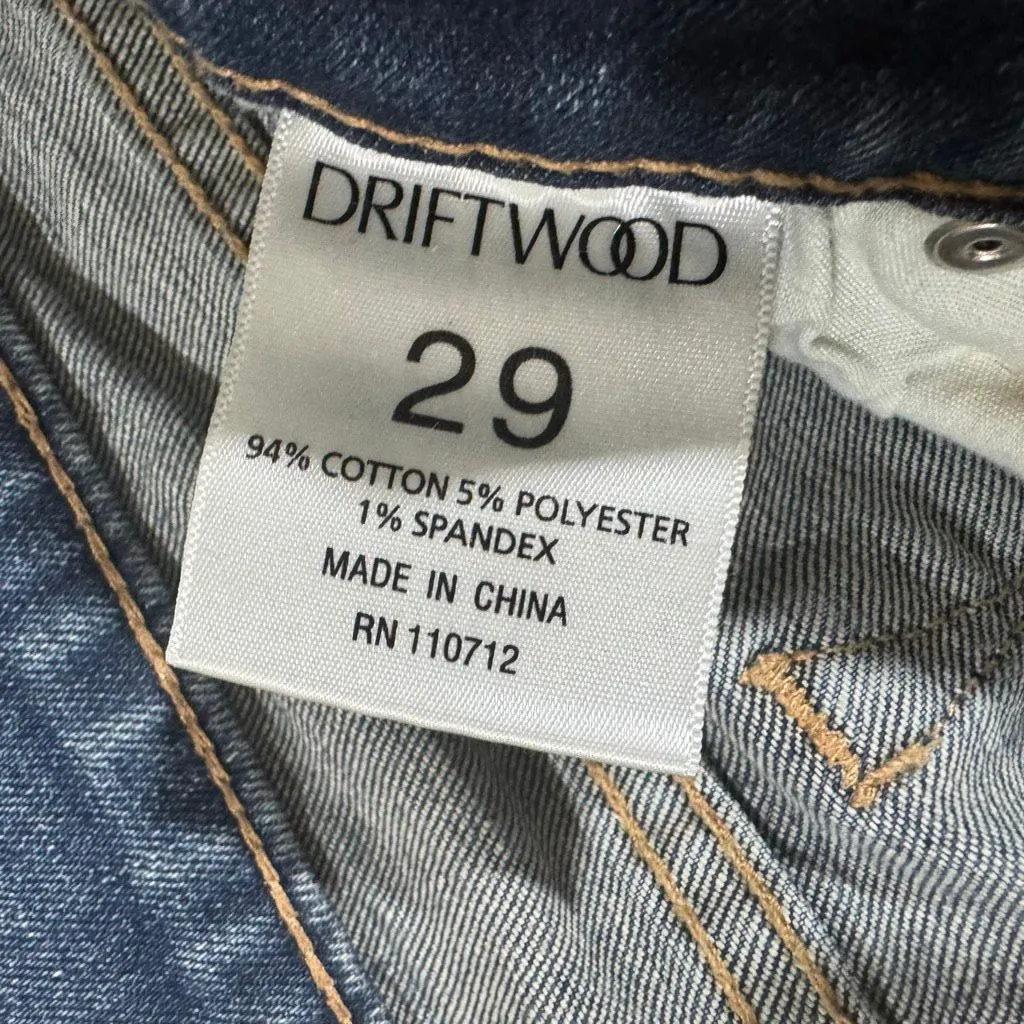 DRIFTWOOD
29
94% COTTON 5% POLYESTER
1% SPANDEX
MADE IN CHINA
RN 110712